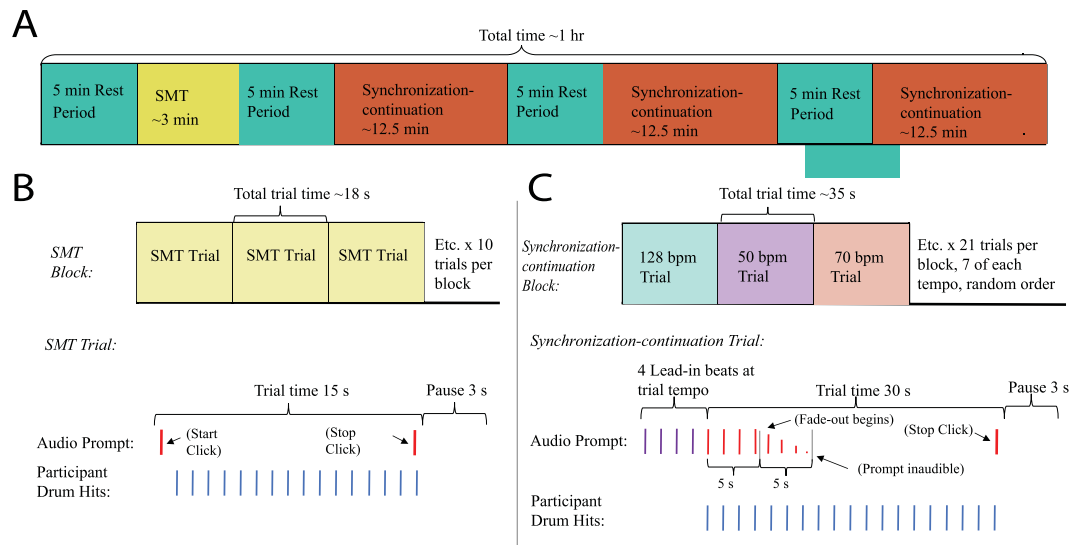 A
Total time ~1 hr
5 min Rest
Period
SMT
~3 min
5 min Rest
Period
Synchronization-
continuation
~12.5 min
5 min Rest
Period
Synchronization-
continuation
~12.5 min
5 min Rest
Period
Synchronization-
continuation
~12.5 min
B
Total trial time ~18 s
SMT
Block:
SMT Trial
SMT Trial
SMT Trial
Etc. x 10
trials per
block
SMT Trial:
Trial time 15 s
Pause 3 s
Audio Prompt:
(Start
Click)
(Stop
Click)
Participant
Drum Hits:
C
Total trial time ~35 s
Synchronization-
continuation
Block:
128 bpm
Trial
50 bpm
Trial
70 bpm
Trial
Etc. x 21 trials per
block, 7 of each
tempo, random order
Synchronization-continuation Trial:
4 Lead-in beats at
trial tempo
Trial time 30 s
Pause 3 s
Audio Prompt:
(Fade-out begins)
(Stop Click)
(Prompt inaudible)
5 s
5 s
Participant
Drum Hits: